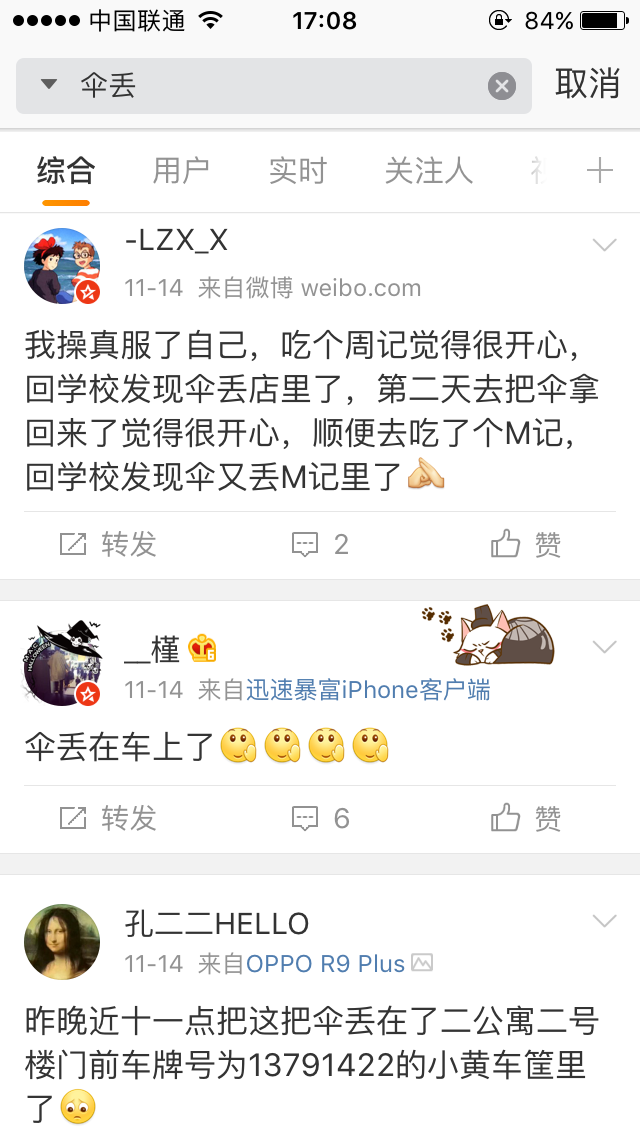 中国联通 17:08 84%
伞丢 取消
综合 用户 实时 关注人
-LZX_X
11-14 来自微博 weibo.com
我操真服了自己，吃个周记觉得很开心，
回学校发现伞丢店里了，第二天去把伞拿
回来了觉得很开心，顺便去吃了个M记，
回学校发现伞又丢M记里了
转发 2 赞
__槿
11-14 来自迅速暴富iPhone客户端
伞丢在车上了
转发 6 赞
孔二二HELLO
11-14 来自OPPO R9 Plus
昨晚近十一点把这把伞丢在了二公寓二号
楼门前车牌号为13791422的小黄车筐里
了